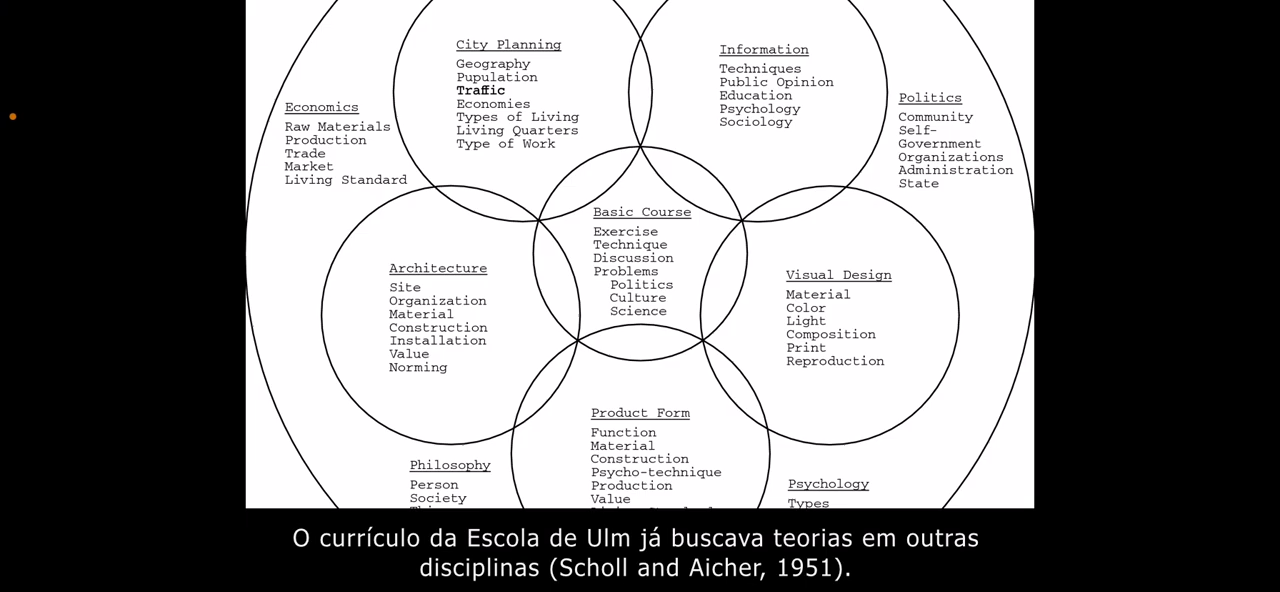 City Planning
Geography
Pupulation
Traffic
Economies
Types of Living
Living Quarters
Type of Work
Information
Techniques
Public Opinion
Education
Psychology
Sociology
Economics
Raw Materials
Production
Trade
Market
Living Standard
Politics
Community
Self-
Government
Organizations
Administration
State
Basic Course
Exercise
Technique
Discussion
Problems
Politics
Culture
Science
Architecture
Site
Organization
Material
Construction
Installation
Value
Norming
Visual Design
Material
Color
Light
Composition
Print
Reproduction
Product Form
Function
Material
Construction
Psycho-technique
Production
Value
Philosophy
Person
Society
Psychology
Types
O currículo da Escola de Ulm já buscava teorias em outras
disciplinas (Scholl and Aicher, 1951).